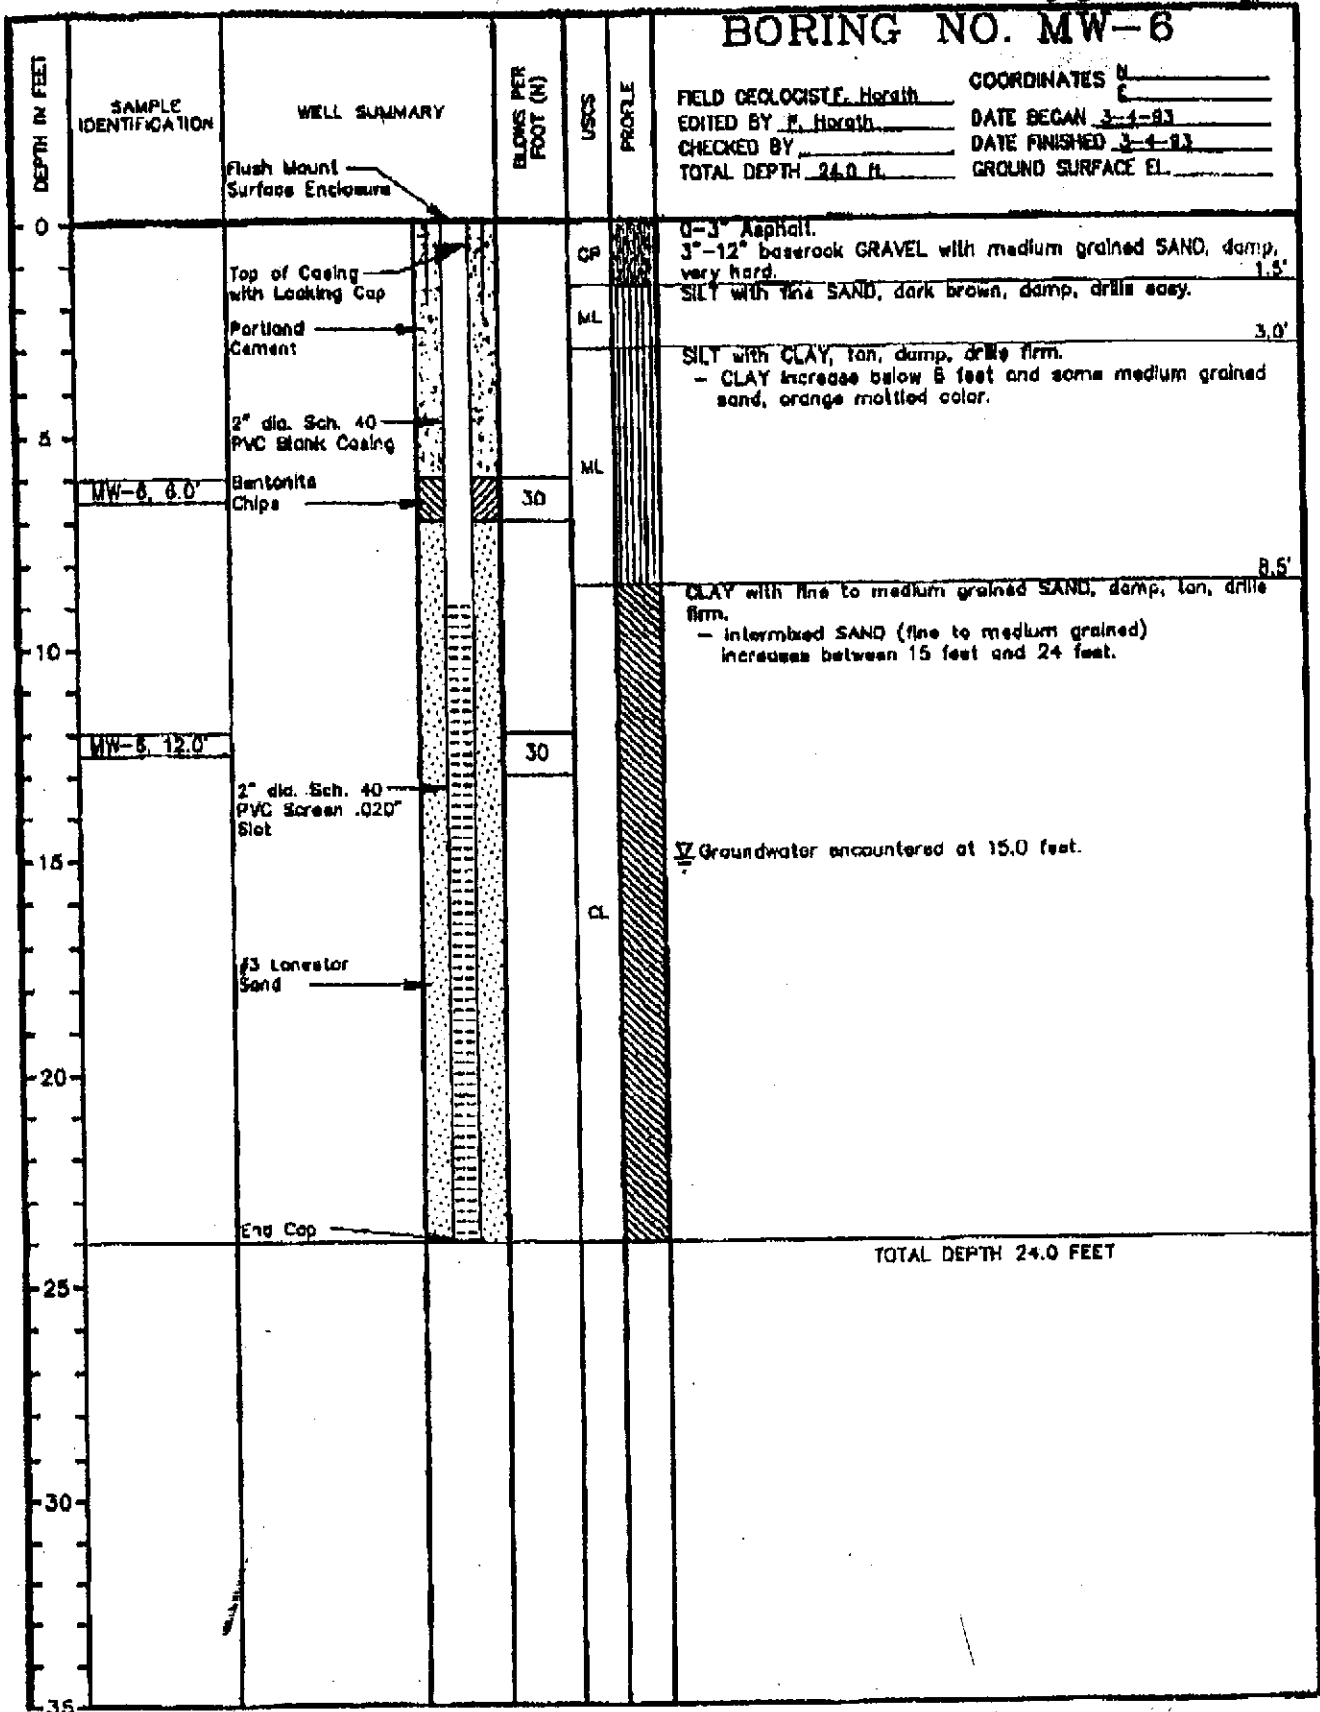 BORING NO. MW-6
DEPTH IN FEET
SAMPLE
IDENTIFICATION
WELL SUMMARY
BLOWS PER
FOOT (N)
USCS
PROFILE
FIELD GEOLOGIST F. Horath
EDITED BY F. Horath
CHECKED BY
TOTAL DEPTH 24.0 ft.
COORDINATES N
E
DATE BEGAN 3-4-93
DATE FINISHED 3-4-93
GROUND SURFACE EL.
Flush Mount
Surface Enclosure
0
Top of Casing
with Locking Cap
Portland
Cement
2" dia. Sch. 40
PVC Blank Casing
5
MW-6, 6.0'
Bentonite
Chips
30
10
MW-6, 12.0'
30
2" dia. Sch. 40
PVC Screen .020"
Slot
15
#3 Lonestar
Sand
20
End Cap
25
30
35
GP
ML
ML
CL
0-3" Asphalt.
3"-12" baserock GRAVEL with medium grained SAND, damp,
very hard. 1.5'
SILT with fine SAND, dark brown, damp, drills easy.
3.0'
SILT with CLAY, tan, damp, drills firm.
- CLAY increase below 6 feet and some medium grained
sand, orange mottled color.
8.5'
CLAY with fine to medium grained SAND, damp, tan, drills
firm.
- intermixed SAND (fine to medium grained)
increases between 15 feet and 24 feet.
Groundwater encountered at 15.0 feet.
TOTAL DEPTH 24.0 FEET